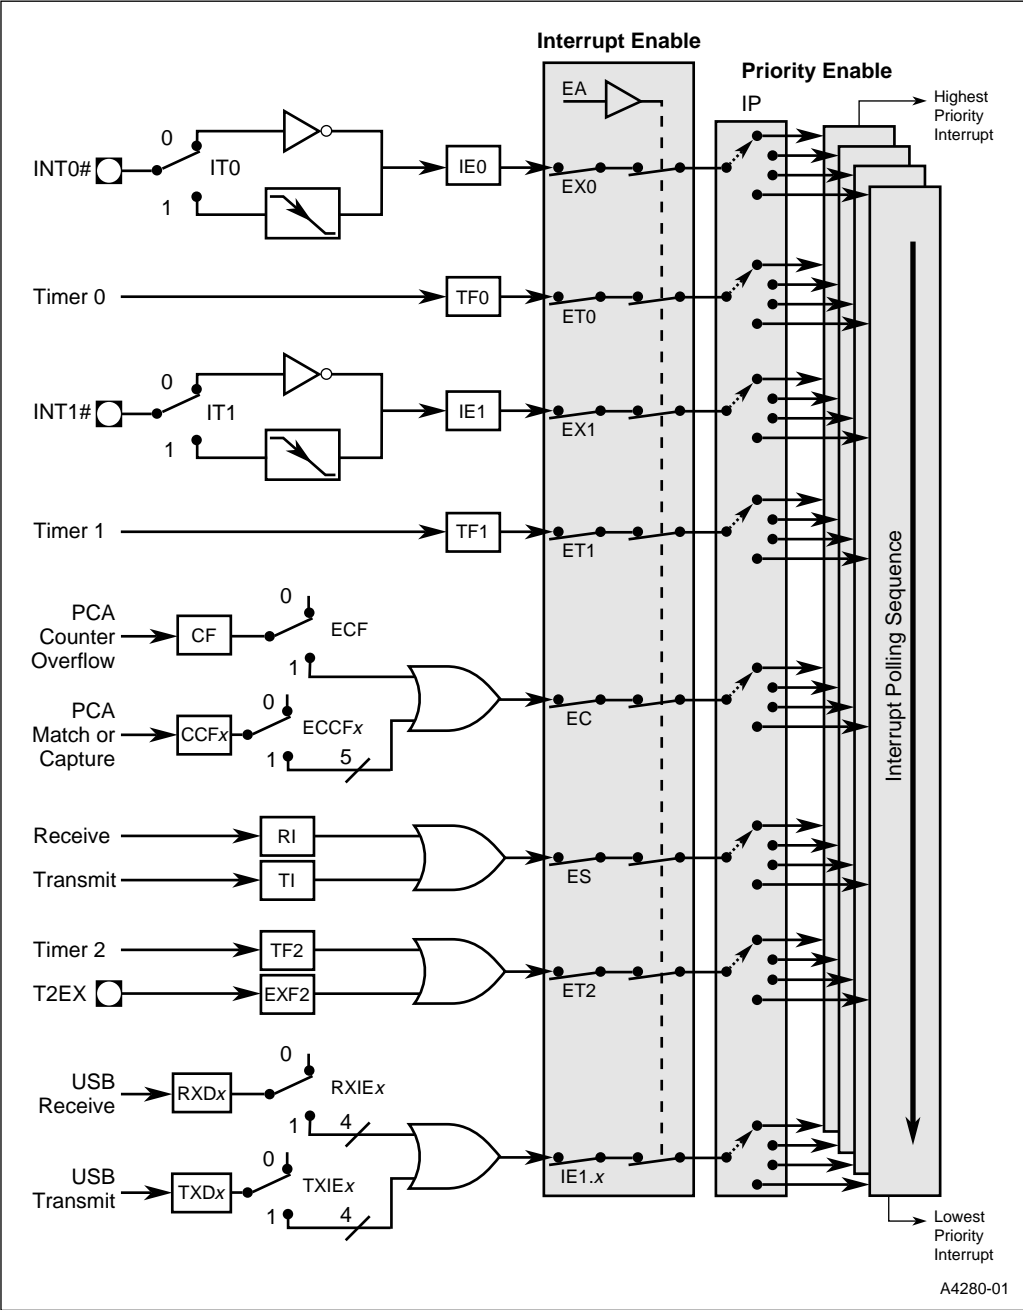 Interrupt Enable
Priority Enable
EA
IP
Highest
Priority
Interrupt
0
INT0#
IT0
IE0
EX0
1
Timer 0
TF0
ET0
0
INT1#
IT1
IE1
EX1
1
Timer 1
TF1
ET1
Interrupt Polling Sequence
PCA
Counter
Overflow
CF
0
ECF
1
PCA
Match or
Capture
CCFx
0
ECCFx
1
5
EC
Receive
RI
Transmit
TI
ES
Timer 2
TF2
T2EX
EXF2
ET2
USB
Receive
RXDx
0
RXIEx
1
4
USB
Transmit
TXDx
0
TXIEx
1
4
IE1.x
Lowest
Priority
Interrupt
A4280-01